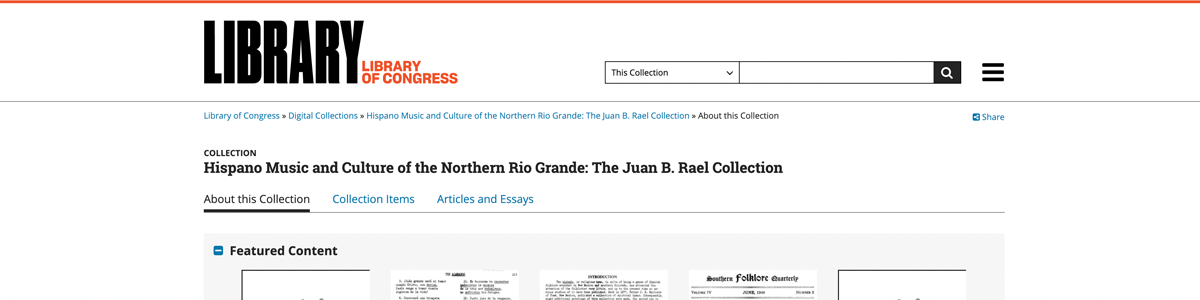 LIBRARY
LIBRARY
OF CONGRESS
This Collection
Library of Congress » Digital Collections » Hispano Music and Culture of the Northern Rio Grande: The Juan B. Rael Collection » About this Collection
Share
COLLECTION
Hispano Music and Culture of the Northern Rio Grande: The Juan B. Rael Collection
About this Collection
Collection Items
Articles and Essays
Featured Content
INTRODUCTION
Southern Folklore Quarterly